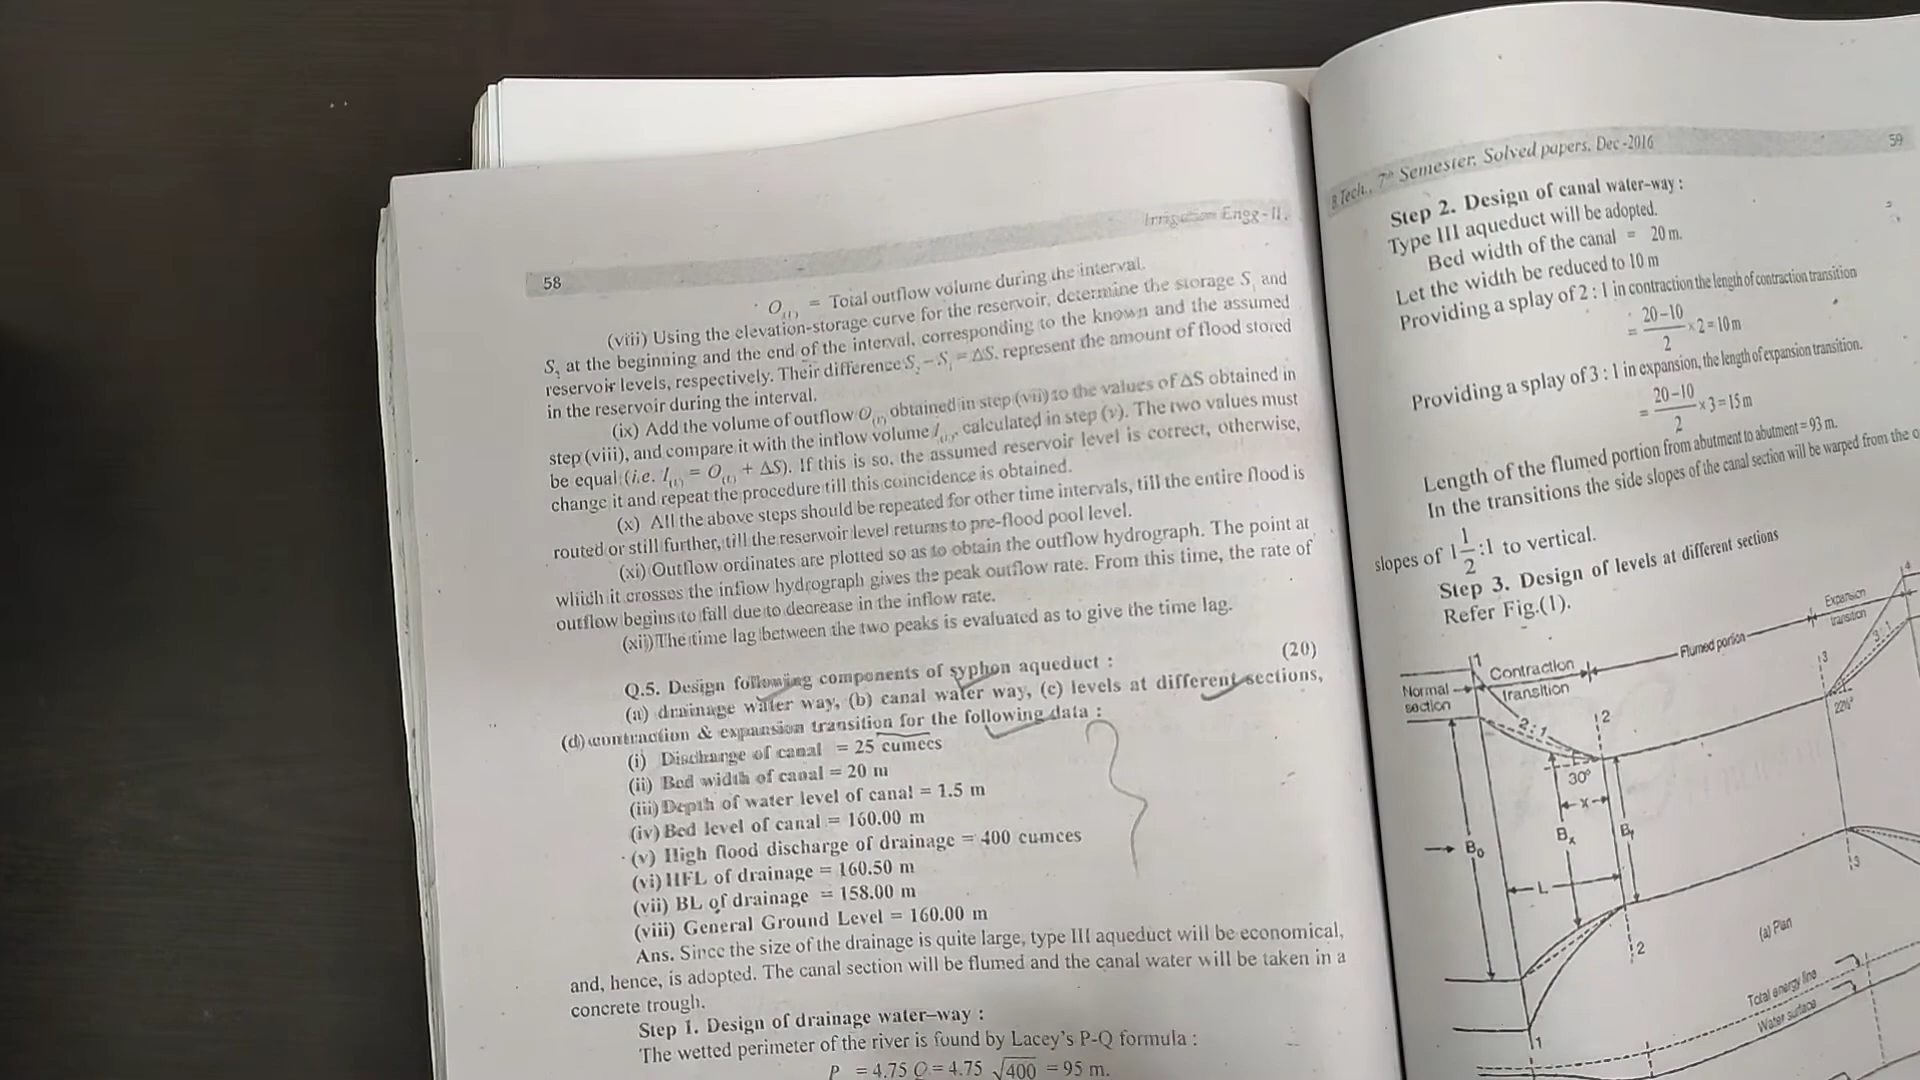 58
Irrigation Engg-II.
O(t) = Total outflow volume during the interval.
(viii) Using the elevation-storage curve for the reservoir, determine the storage S₁ and
S₂ at the beginning and the end of the interval, corresponding to the known and the assumed
reservoir levels, respectively. Their difference S₂ – S₁ = ΔS, represent the amount of flood stored
in the reservoir during the interval.
(ix) Add the volume of outflow O(t), obtained in step (vii) to the values of ΔS obtained in
step (viii), and compare it with the inflow volume I(t), calculated in step (v). The two values must
be equal (i.e. I(t) = O(t) + ΔS). If this is so, the assumed reservoir level is correct, otherwise,
change it and repeat the procedure till this coincidence is obtained.
(x) All the above steps should be repeated for other time intervals, till the entire flood is
routed or still further, till the reservoir level returns to pre-flood pool level.
(xi) Outflow ordinates are plotted so as to obtain the outflow hydrograph. The point at
which it crosses the inflow hydrograph gives the peak outflow rate. From this time, the rate of
outflow begins to fall due to decrease in the inflow rate.
(xii) The time lag between the two peaks is evaluated as to give the time lag.
Q.5. Design following components of syphon aqueduct : (20)
(a) drainage water way, (b) canal water way, (c) levels at different sections,
(d) contraction & expansion transition for the following data :
(i) Discharge of canal = 25 cumecs
(ii) Bed width of canal = 20 m
(iii) Depth of water level of canal = 1.5 m
(iv) Bed level of canal = 160.00 m
(v) High flood discharge of drainage = 400 cumces
(vi) HFL of drainage = 160.50 m
(vii) BL of drainage = 158.00 m
(viii) General Ground Level = 160.00 m
Ans. Since the size of the drainage is quite large, type III aqueduct will be economical,
and, hence, is adopted. The canal section will be flumed and the canal water will be taken in a
concrete trough.
Step 1. Design of drainage water–way :
The wetted perimeter of the river is found by Lacey's P-Q formula :
P = 4.75 Q = 4.75 √400 = 95 m.
B.Tech., 7th Semester, Solved papers, Dec-2016
59
Step 2. Design of canal water-way :
Type III aqueduct will be adopted.
Bed width of the canal = 20 m.
Let the width be reduced to 10 m
Providing a splay of 2 : 1 in contraction the length of contraction transition
= 20–10/2 × 2 = 10 m
Providing a splay of 3 : 1 in expansion, the length of expansion transition.
= 20–10/2 × 3 = 15 m
Length of the flumed portion from abutment to abutment = 93 m.
In the transitions the side slopes of the canal section will be warped from the
slopes of 1 1/2 : 1 to vertical.
Step 3. Design of levels at different sections
Refer Fig.(1).
Normal section
Contraction transition
Flumed portion
Expansion transition
1
2
3
4
2 : 1
3 : 1
30°
22½°
x
B₀
Bx
Bf
L
1
2
3
(a) Plan
Total energy line
Water surface